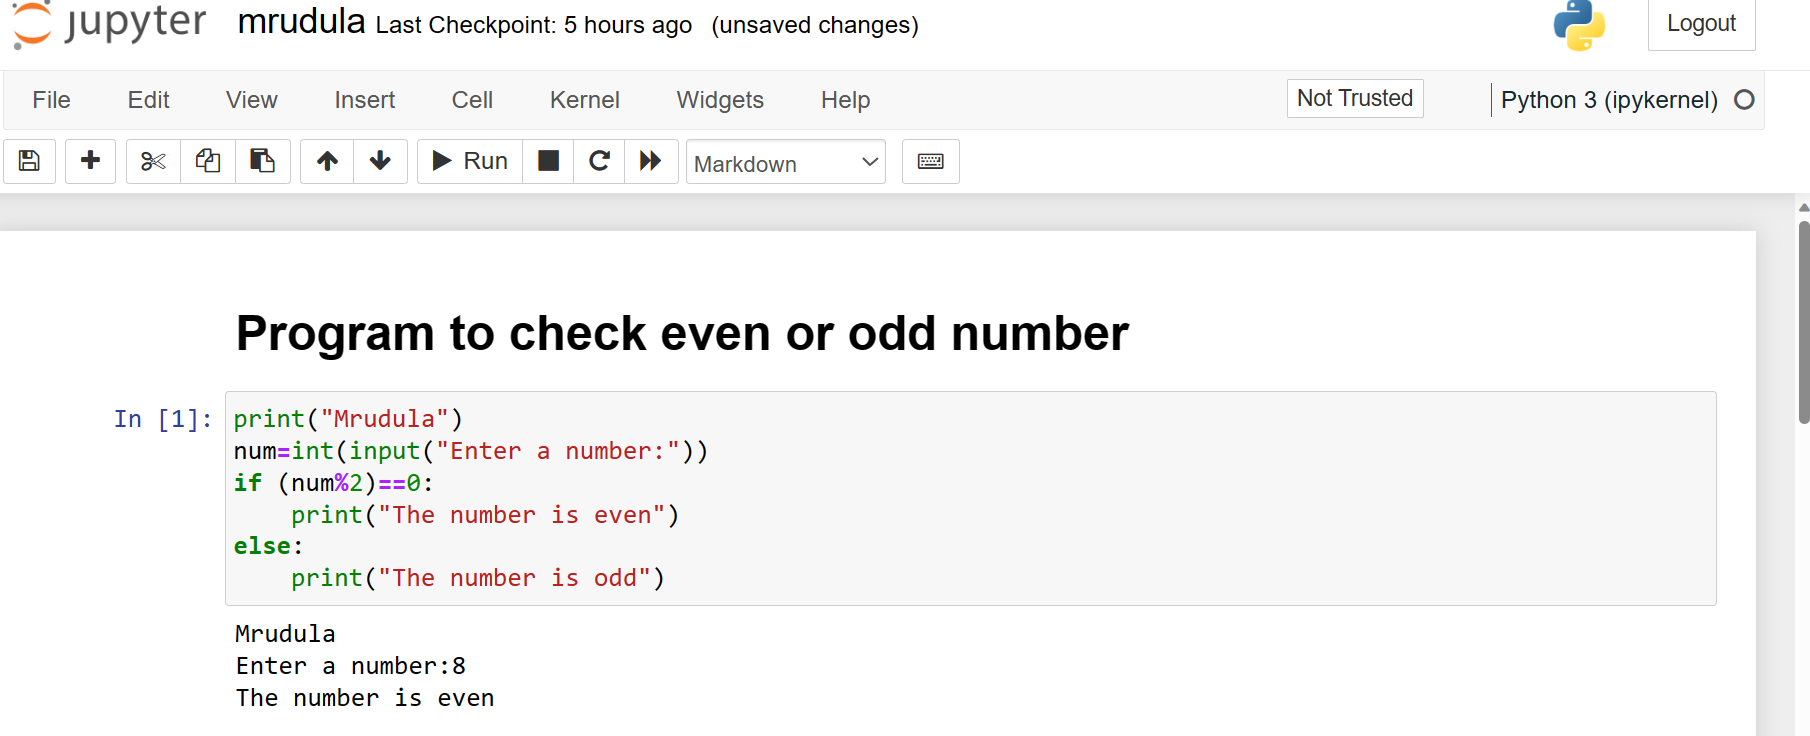 jupyter mrudula Last Checkpoint: 5 hours ago (unsaved changes) Logout
File Edit View Insert Cell Kernel Widgets Help Not Trusted Python 3 (ipykernel)
Run Markdown
Program to check even or odd number
In [1]: print("Mrudula")
num=int(input("Enter a number:"))
if (num%2)==0:
    print("The number is even")
else:
    print("The number is odd")
Mrudula
Enter a number:8
The number is even